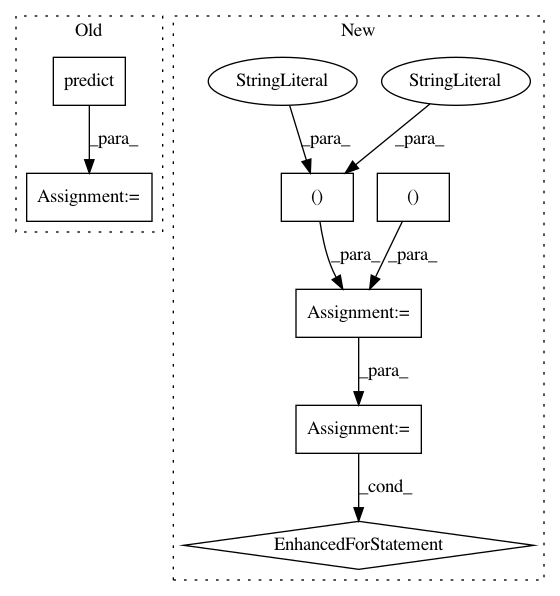 Old
New
predict
StringLiteral
StringLiteral
_para_
_para_
_para_
Assignment:=
()
()
_para_
_para_
Assignment:=
_para_
Assignment:=
_cond_
EnhancedForStatement